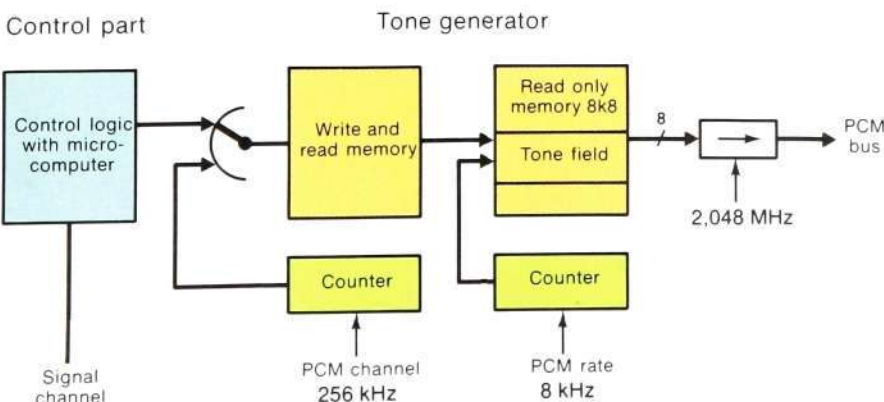 Control part
Tone generator
Control logic
with micro-
computer
Write and
read memory
Read only
memory 8k8
Tone field
8
PCM
bus
2,048 MHz
Counter
Counter
PCM channel
256 kHz
PCM rate
8 kHz
Signal
channel